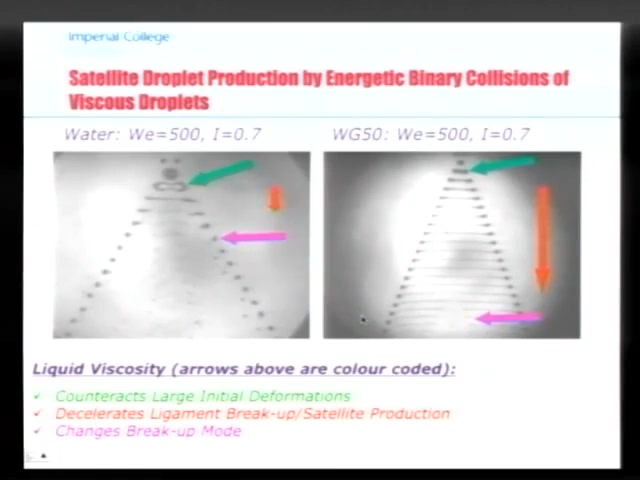 Imperial College
Satellite Droplet Production by Energetic Binary Collisions of
Viscous Droplets
Water: We=500, I=0.7
WG50: We=500, I=0.7
Liquid Viscosity (arrows above are colour coded):
✓ Counteracts Large Initial Deformations
✓ Decelerates Ligament Break-up/Satellite Production
✓ Changes Break-up Mode